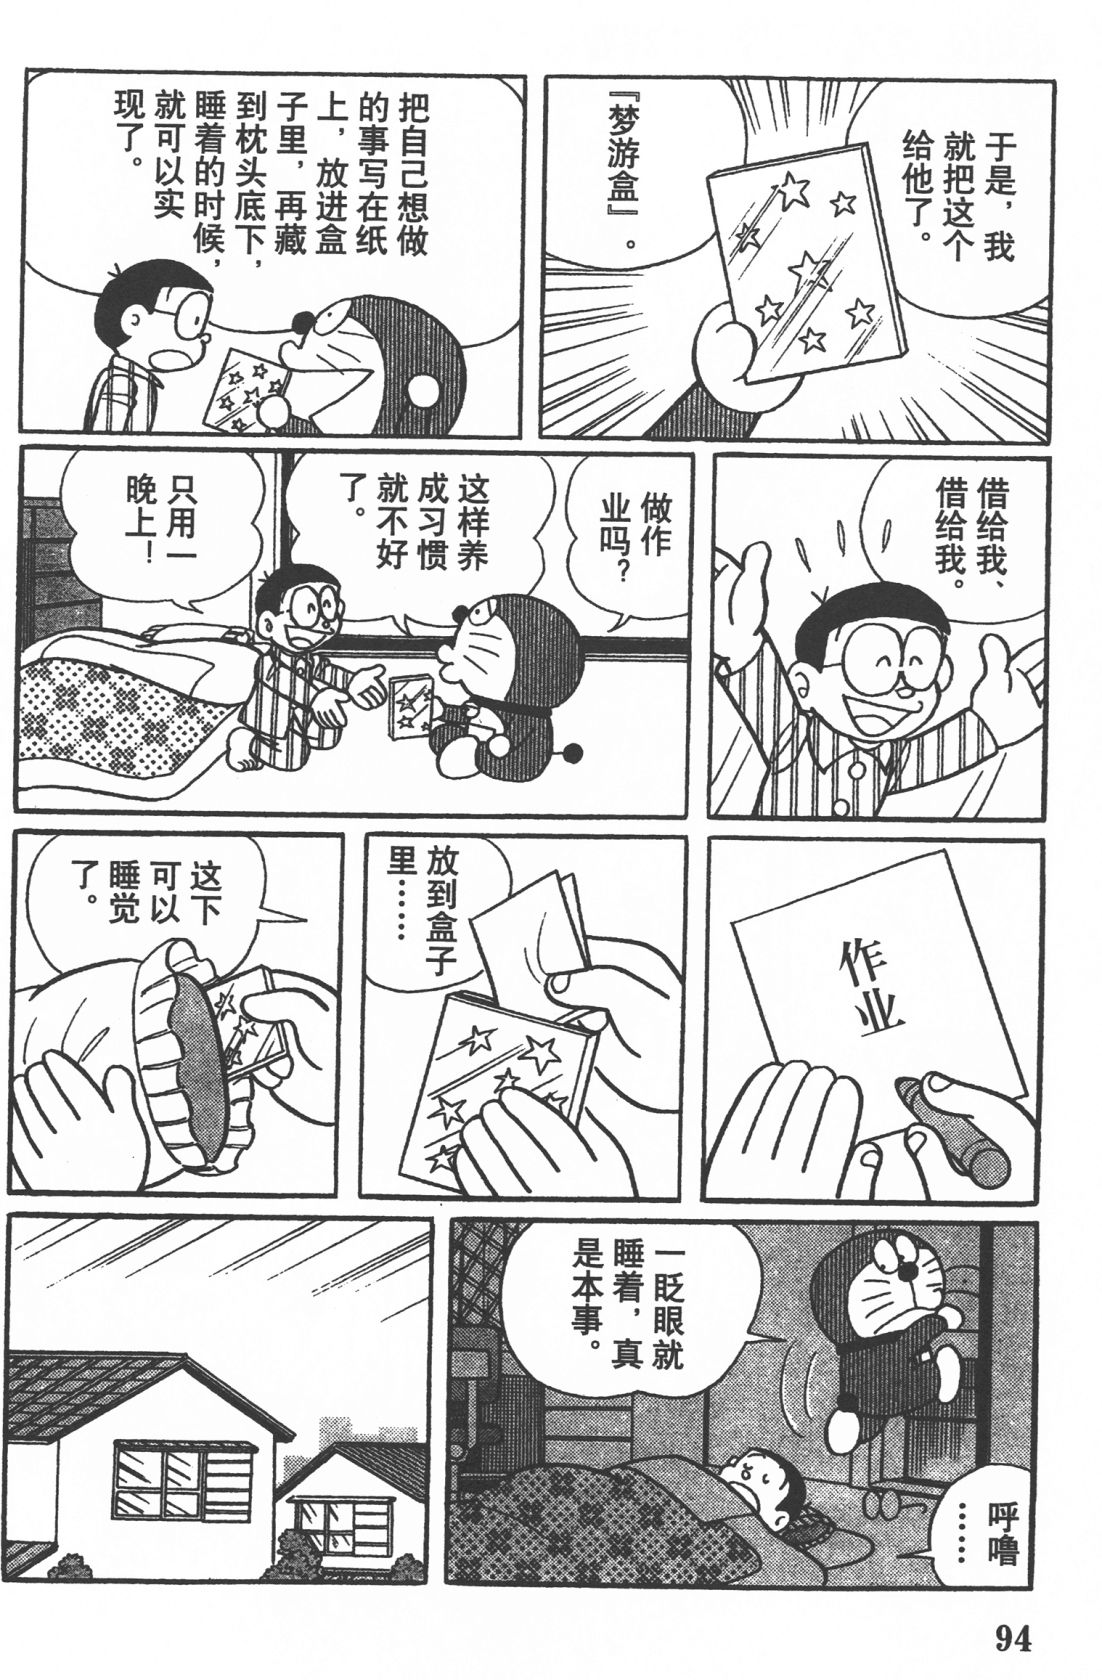 于是，我
就把这个
给他了。
『梦游盒』。
把自己想做
的事写在纸
上，放进盒
子里，再藏
到枕头底下，
睡着的时候，
就可以实
现了。
借给我、
借给我。
做作
业吗？
这样养
成习惯
就不好
了。
只用一
晚上！
作业
放到盒子
里……
这下
可以
睡觉
了。
一眨眼就
睡着，真
是本事。
呼噜
……
94